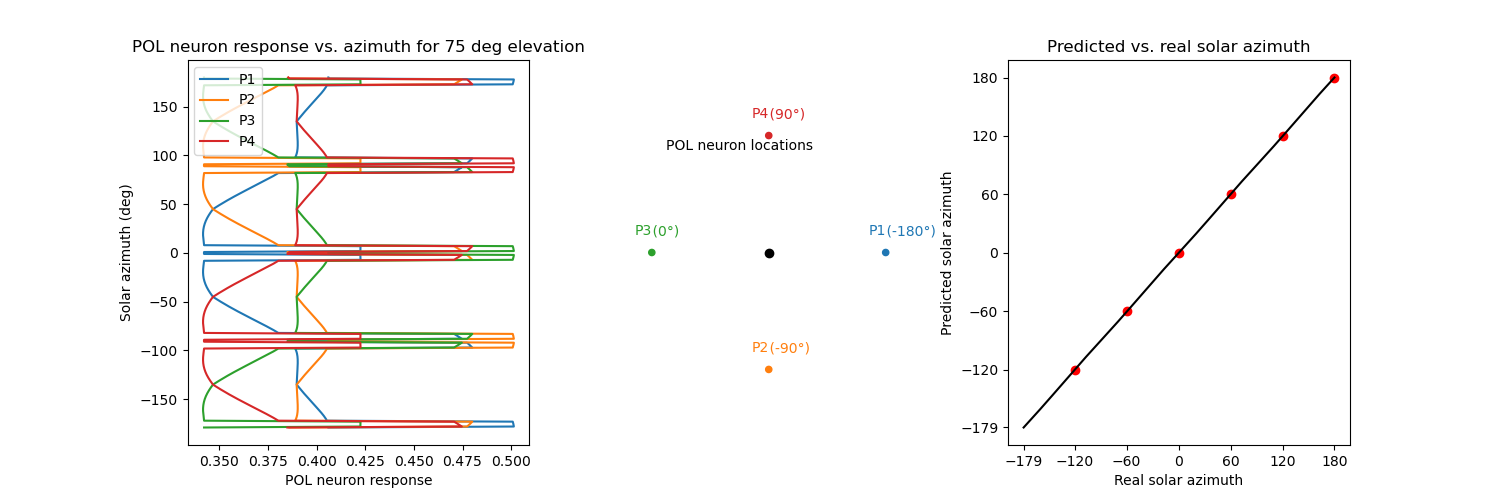 POL neuron response vs. azimuth for 75 deg elevation
P1
P2
P3
P4
150
100
50
0
−50
−100
−150
Solar azimuth (deg)
0.350 0.375 0.400 0.425 0.450 0.475 0.500
POL neuron response
P4 (90°)
POL neuron locations
P3 (0°)
P1 (-180°)
P2 (-90°)
Predicted vs. real solar azimuth
180
120
60
0
−60
−120
−179
Predicted solar azimuth
−179 −120 −60 0 60 120 180
Real solar azimuth